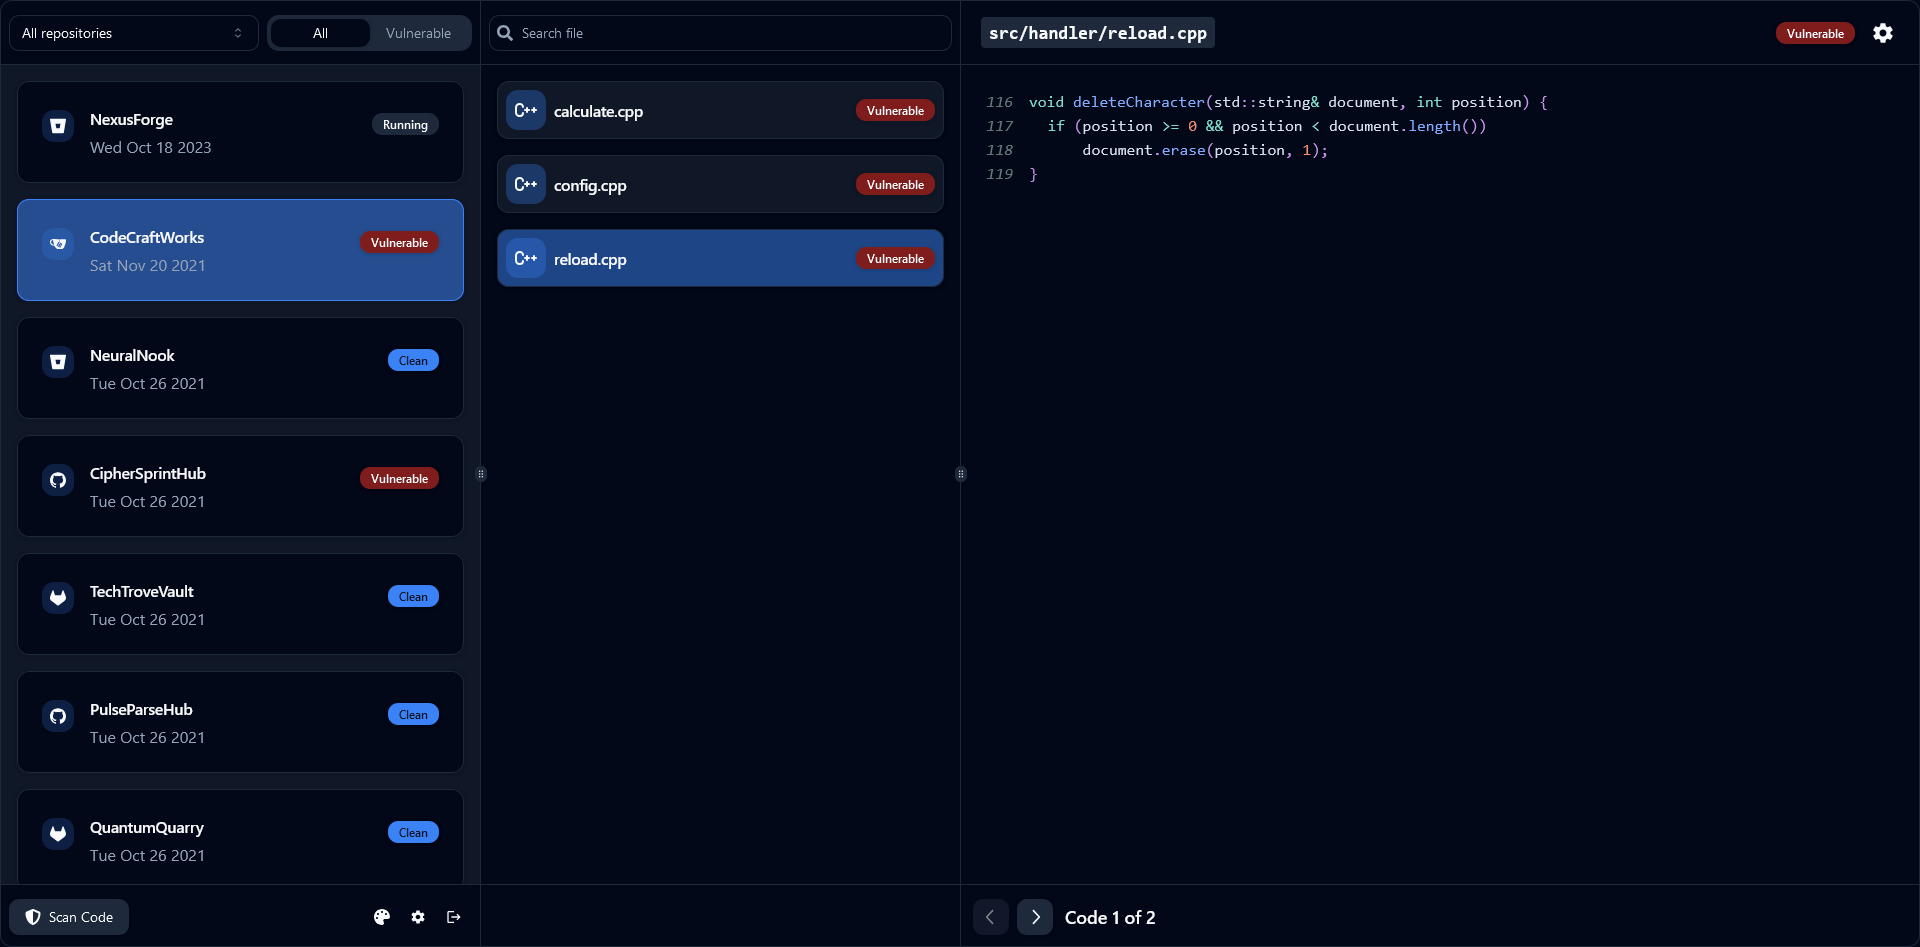 All repositories
All
Vulnerable
NexusForge
Running
Wed Oct 18 2023
CodeCraftWorks
Vulnerable
Sat Nov 20 2021
NeuralNook
Clean
Tue Oct 26 2021
CipherSprintHub
Vulnerable
Tue Oct 26 2021
TechTroveVault
Clean
Tue Oct 26 2021
PulseParseHub
Clean
Tue Oct 26 2021
QuantumQuarry
Clean
Tue Oct 26 2021
Scan Code
Search file
C++ calculate.cpp
Vulnerable
C++ config.cpp
Vulnerable
C++ reload.cpp
Vulnerable
src/handler/reload.cpp
Vulnerable
116 void deleteCharacter(std::string& document, int position) {
117 if (position >= 0 && position < document.length())
118 document.erase(position, 1);
119 }
Code 1 of 2